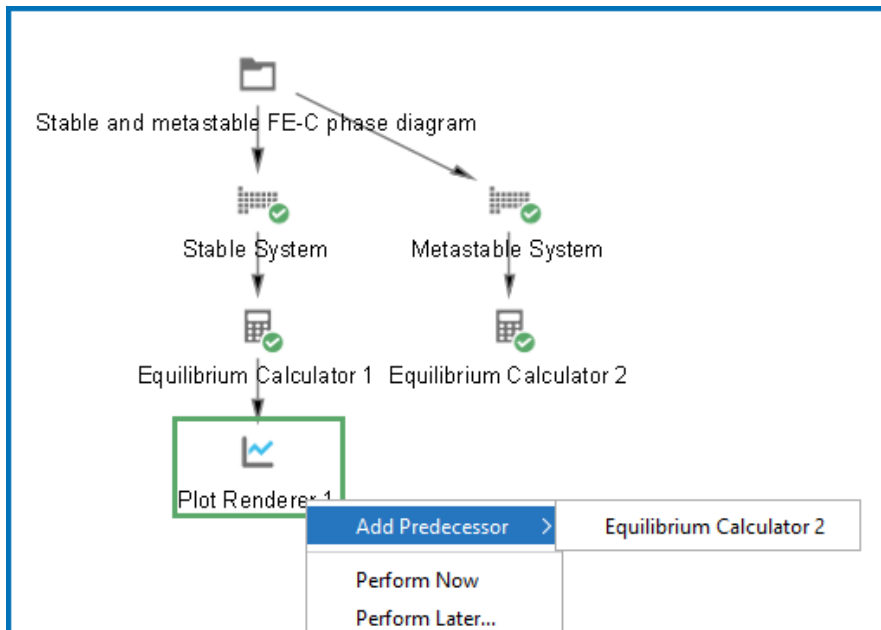 Stable and metastable FE-C phase diagram
Stable System
Metastable System
Equilibrium Calculator 1
Equilibrium Calculator 2
Plot Renderer 1
Add Predecessor
Equilibrium Calculator 2
Perform Now
Perform Later...